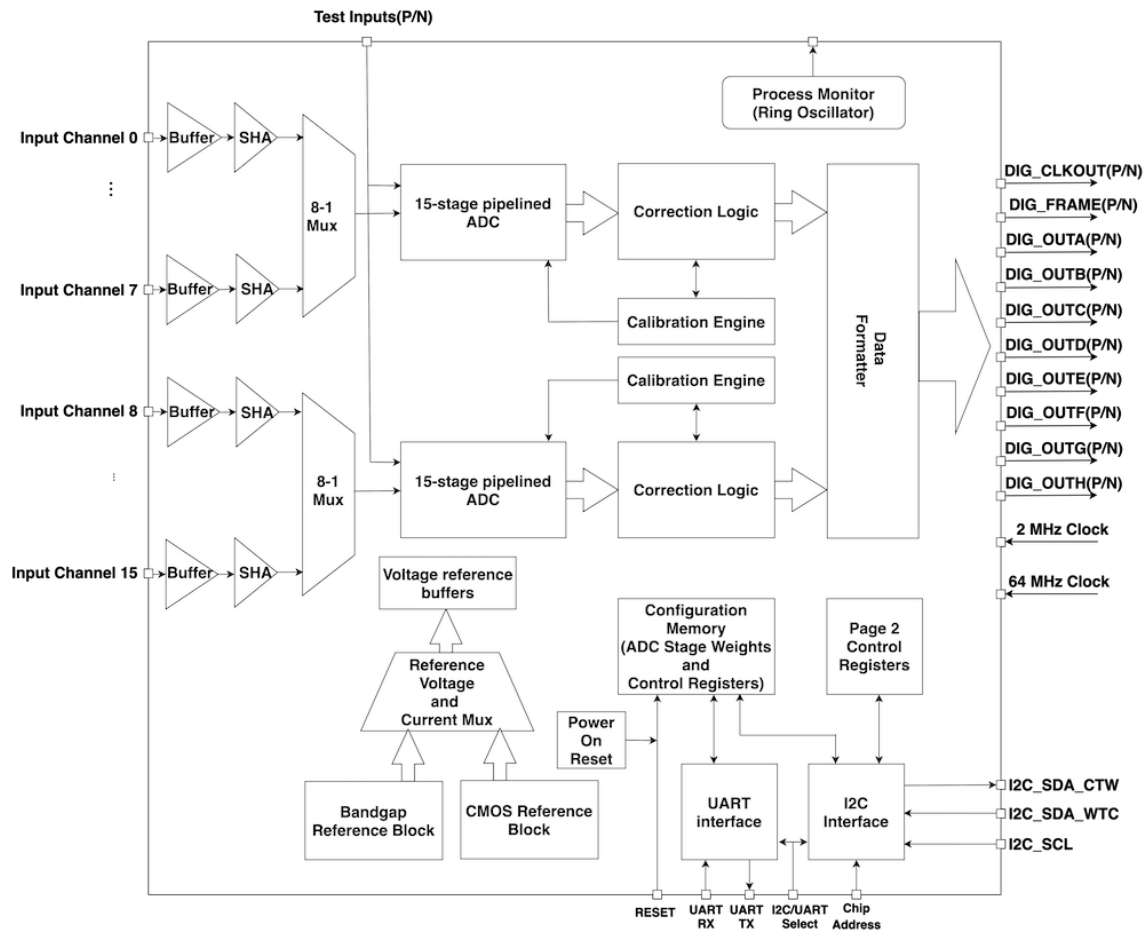 Test Inputs(P/N)
Process Monitor
(Ring Oscillator)
Input Channel 0
Buffer
SHA
⋮
8-1
Mux
15-stage pipelined
ADC
Correction Logic
Input Channel 7
Buffer
SHA
Calibration Engine
Calibration Engine
Input Channel 8
Buffer
SHA
...
8-1
Mux
15-stage pipelined
ADC
Correction Logic
Input Channel 15
Buffer
SHA
Data
Formatter
DIG_CLKOUT(P/N)
DIG_FRAME(P/N)
DIG_OUTA(P/N)
DIG_OUTB(P/N)
DIG_OUTC(P/N)
DIG_OUTD(P/N)
DIG_OUTE(P/N)
DIG_OUTF(P/N)
DIG_OUTG(P/N)
DIG_OUTH(P/N)
2 MHz Clock
64 MHz Clock
Voltage reference
buffers
Reference
Voltage
and
Current Mux
Bandgap
Reference Block
CMOS Reference
Block
Configuration
Memory
(ADC Stage Weights
and
Control Registers)
Page 2
Control
Registers
Power
On
Reset
UART
interface
I2C
Interface
I2C_SDA_CTW
I2C_SDA_WTC
I2C_SCL
RESET
UART
RX
UART
TX
I2C/UART
Select
Chip
Address